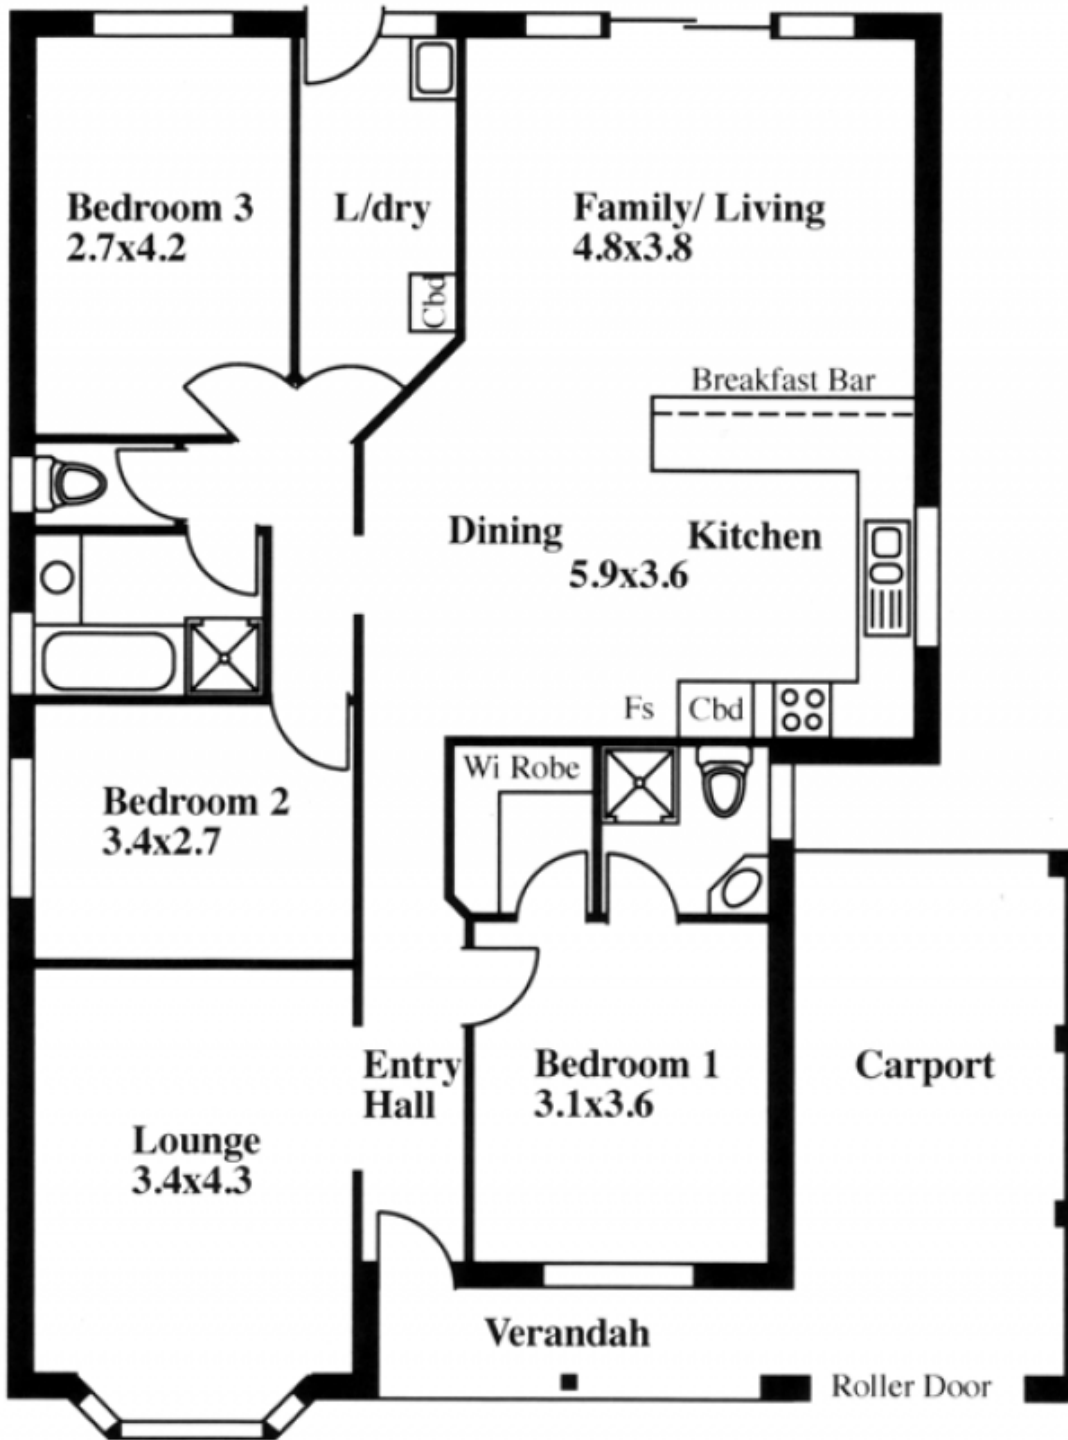 Bedroom 3
2.7x4.2
L/dry
Cbd
Family/ Living
4.8x3.8
Breakfast Bar
Dining
Kitchen
5.9x3.6
Fs
Cbd
Wi Robe
Bedroom 2
3.4x2.7
Entry
Hall
Bedroom 1
3.1x3.6
Carport
Lounge
3.4x4.3
Verandah
Roller Door